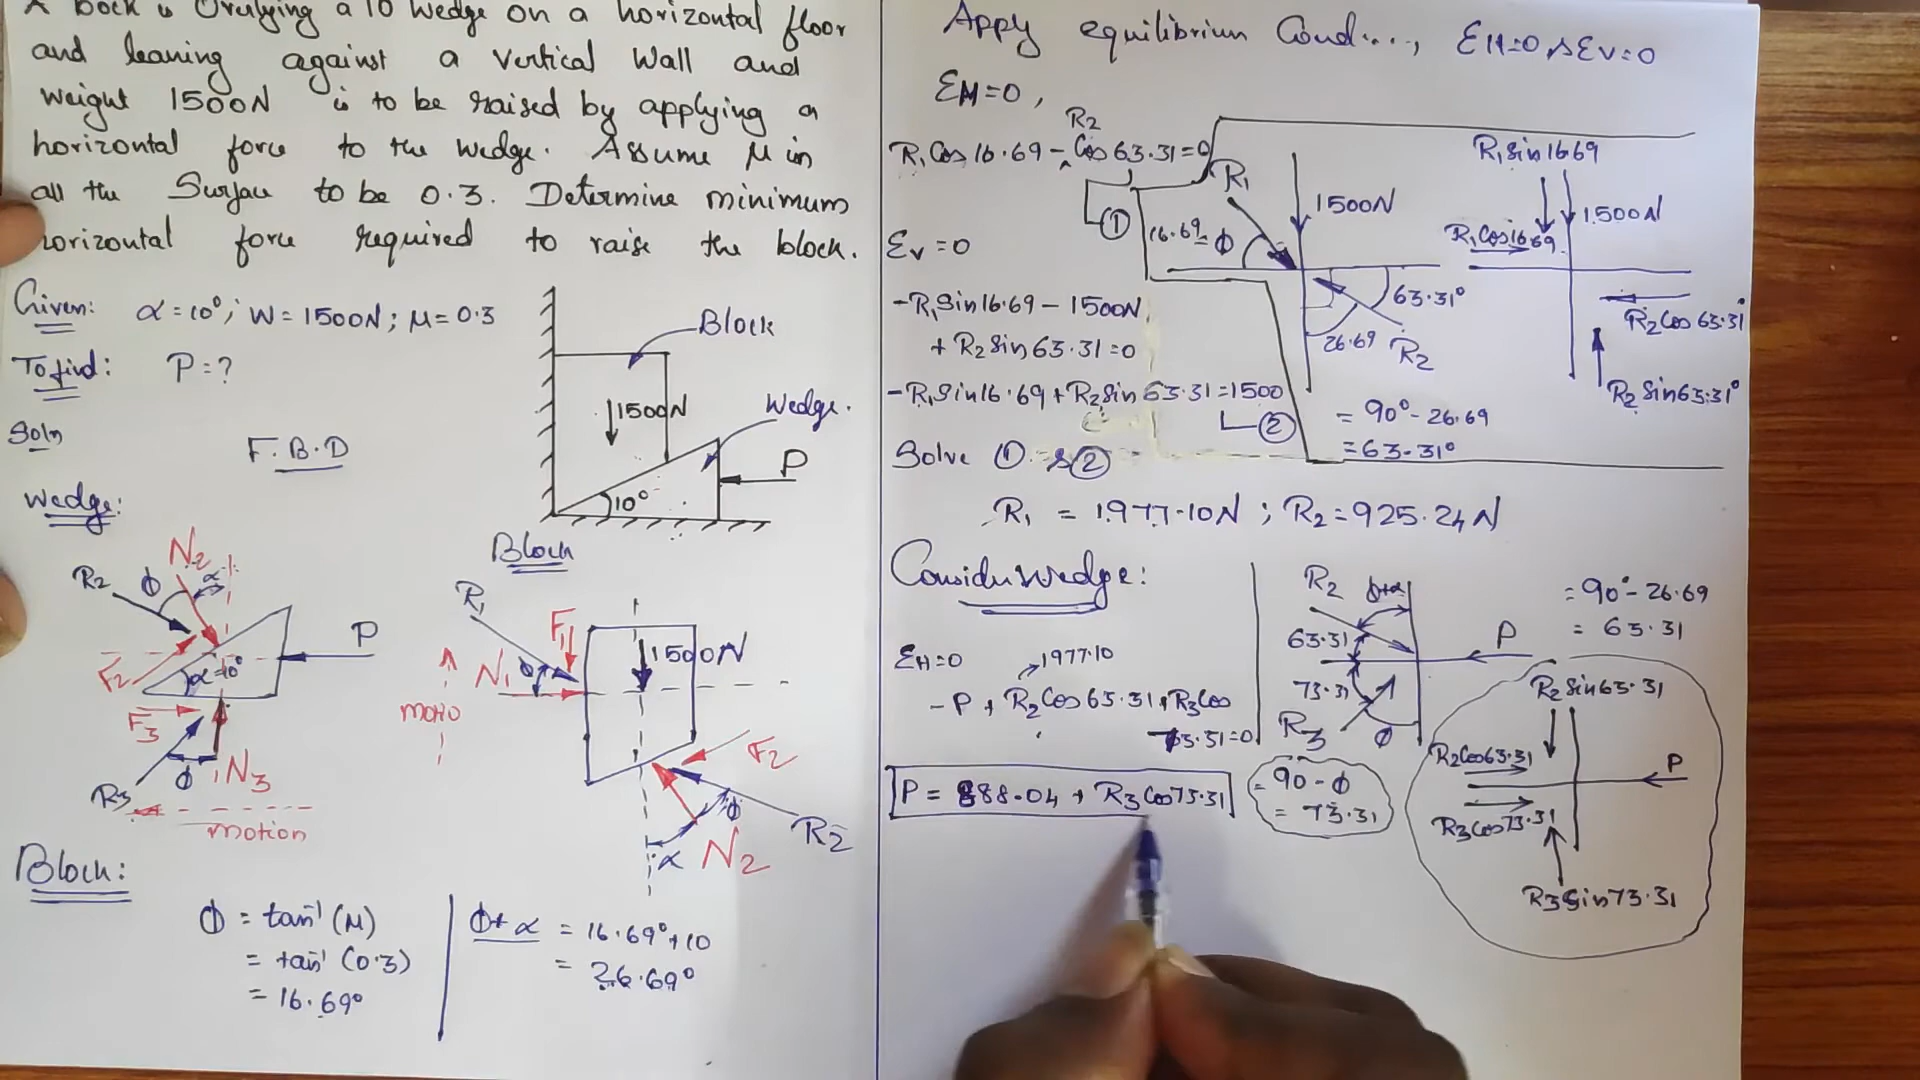 A bock is Overlying a 10 Wedge on a horizontal floor
and leaning against a Vertical Wall and
Weight 1500N is to be raised by applying a
horizontal force to the wedge. Assume μ in
all the Surface to be 0.3. Determine minimum
horizontal force required to raise the block.
Given: α = 10°; W = 1500N; μ = 0.3
To find: P = ?
Soln
F.B.D
Block
1500N
Wedge.
P
10°
Wedge:
N2
R2
ϕ
α
P
F2
α=10°
F3
ϕ
N3
R3
motion
Block
R1
F1
1500N
N1
ϕ
F2
ϕ
R2
α
N2
Block:
ϕ = tan⁻¹(μ)
= tan⁻¹(0.3)
= 16.69°
ϕ+α = 16.69°+10
= 26.69°
Apply equilibrium Cond...., ΣH=0 & ΣV=0
ΣH=0,
R1 Cos 16.69 - R2 Cos 63.31 = 0
1
ΣV = 0
-R1 Sin 16.69 - 1500N
+ R2 Sin 63.31 = 0
-R1 Sin 16.69 + R2 Sin 63.31 = 1500
2
Solve 1 & 2
R1 = 1977.10N ; R2 = 925.24N
R1
1500N
16.69 = ϕ
63.31°
26.69
R2
= 90° - 26.69
= 63.31°
R1 Sin 16.69
1500N
R1 Cos 16.69
R2 Cos 63.31
R2 Sin 63.31°
Consider Wedge:
ΣH=0
1977.10
- P + R2 Cos 63.31 + R3 Cos
73.31 = 0
P = 888.04 + R3 Cos 73.31
= 90 - ϕ
= 73.31
R2
ϕ+α
63.31
P
73.31
R3
ϕ
= 90° - 26.69
= 63.31
R2 Sin 63.31
R2 Cos 63.31
P
R3 Cos 73.31
R3 Sin 73.31